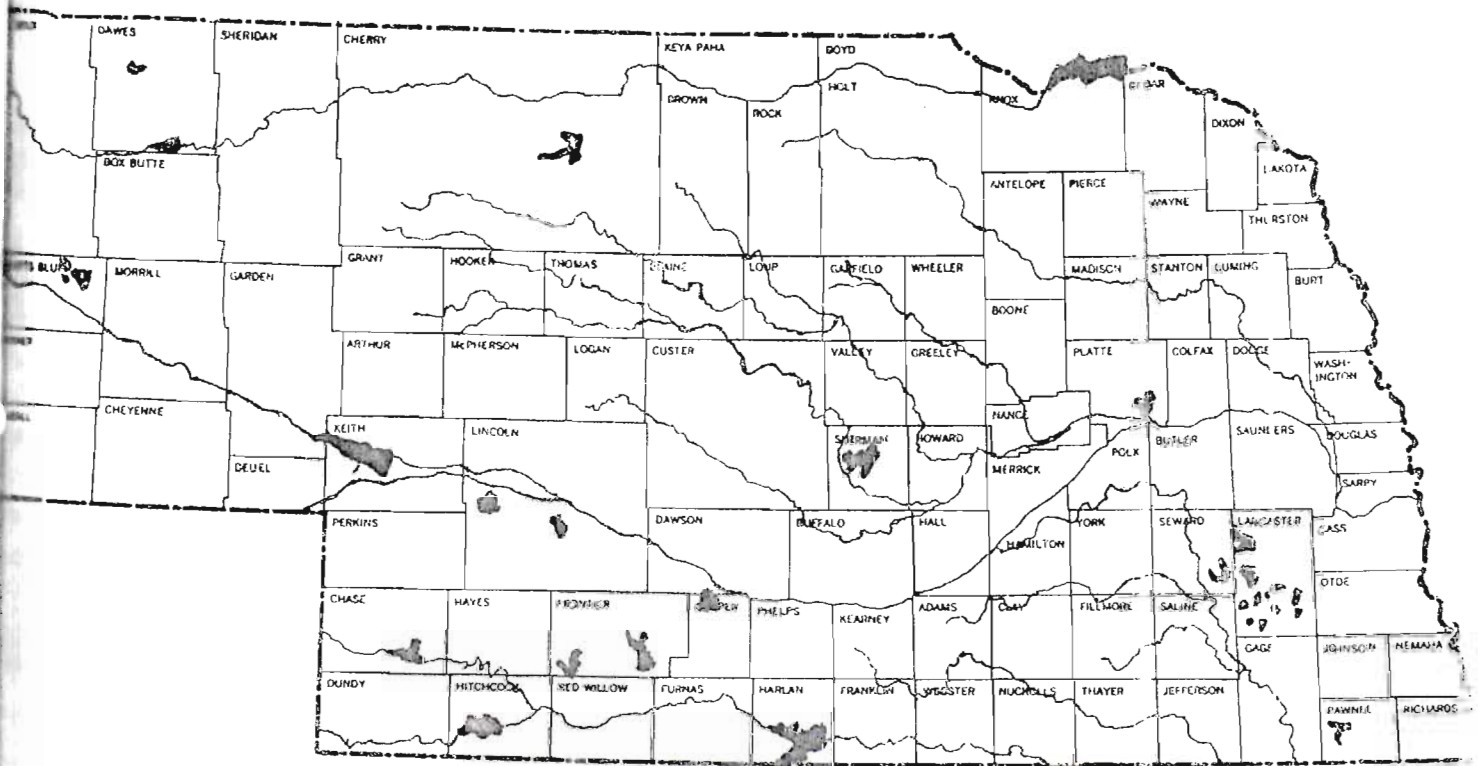 DAWES
SHERIDAN
CHERRY
KEYA PAHA
BOYD
HOLT
BROWN
ROCK
KNOX
DIXON
LAKOTA
BOX BUTTE
ANTELOPE
PIERCE
WAYNE
THURSTON
MORRILL
GARDEN
GRANT
HOOKER
THOMAS
LOUP
GARFIELD
WHEELER
MADISON
STANTON
CUMING
BURT
BOONE
ARTHUR
McPHERSON
LOGAN
CUSTER
VALLEY
GREELEY
PLATTE
COLFAX
DODGE
WASH-
INGTON
CHEYENNE
KEITH
LINCOLN
NANCE
SHERMAN
HOWARD
MERRICK
POLK
BUTLER
SAUNDERS
DOUGLAS
SARPY
DEUEL
PERKINS
DAWSON
BUFFALO
HALL
HAMILTON
YORK
SEWARD
LANCASTER
CASS
OTOE
CHASE
HAYES
FRONTIER
PHELPS
KEARNEY
ADAMS
CLAY
FILLMORE
SALINE
GAGE
JOHNSON
NEMAHA
DUNDY
HITCHCOCK
RED WILLOW
FURNAS
HARLAN
FRANKLIN
WEBSTER
NUCKOLLS
THAYER
JEFFERSON
PAWNEE
RICHARDS